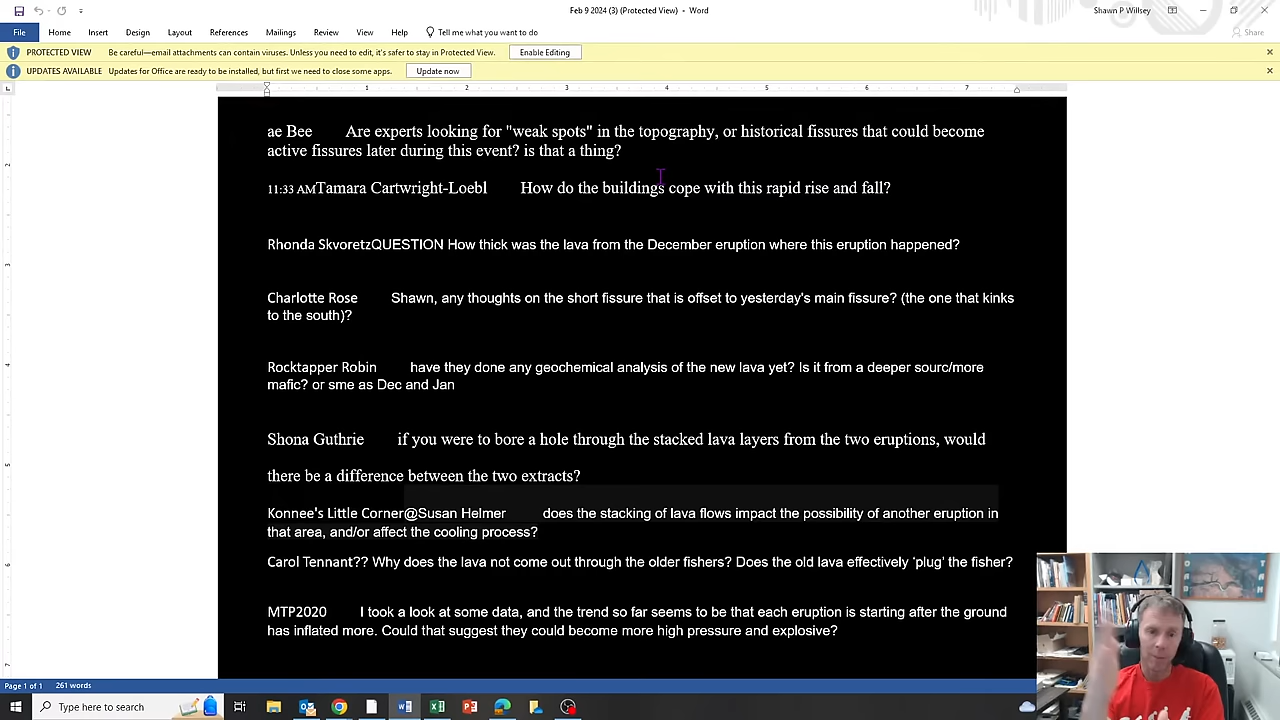 Feb 9 2024 (3) (Protected View) - Word
Shawn P Willsey
File Home Insert Design Layout References Mailings Review View Help Tell me what you want to do
Share
PROTECTED VIEW Be careful—email attachments can contain viruses. Unless you need to edit, it's safer to stay in Protected View. Enable Editing
UPDATES AVAILABLE Updates for Office are ready to be installed, but first we need to close some apps. Update now
1 2 3 4 5 6 7
ae Bee Are experts looking for "weak spots" in the topography, or historical fissures that could become
active fissures later during this event? is that a thing?
11:33 AMTamara Cartwright-Loebl How do the buildings cope with this rapid rise and fall?
Rhonda SkvoretzQUESTION How thick was the lava from the December eruption where this eruption happened?
Charlotte Rose Shawn, any thoughts on the short fissure that is offset to yesterday's main fissure? (the one that kinks
to the south)?
Rocktapper Robin have they done any geochemical analysis of the new lava yet? Is it from a deeper sourc/more
mafic? or sme as Dec and Jan
Shona Guthrie if you were to bore a hole through the stacked lava layers from the two eruptions, would
there be a difference between the two extracts?
Konnee's Little Corner@Susan Helmer does the stacking of lava flows impact the possibility of another eruption in
that area, and/or affect the cooling process?
Carol Tennant?? Why does the lava not come out through the older fishers? Does the old lava effectively ‘plug’ the fisher?
MTP2020 I took a look at some data, and the trend so far seems to be that each eruption is starting after the ground
has inflated more. Could that suggest they could become more high pressure and explosive?
Page 1 of 1 261 words
Type here to search